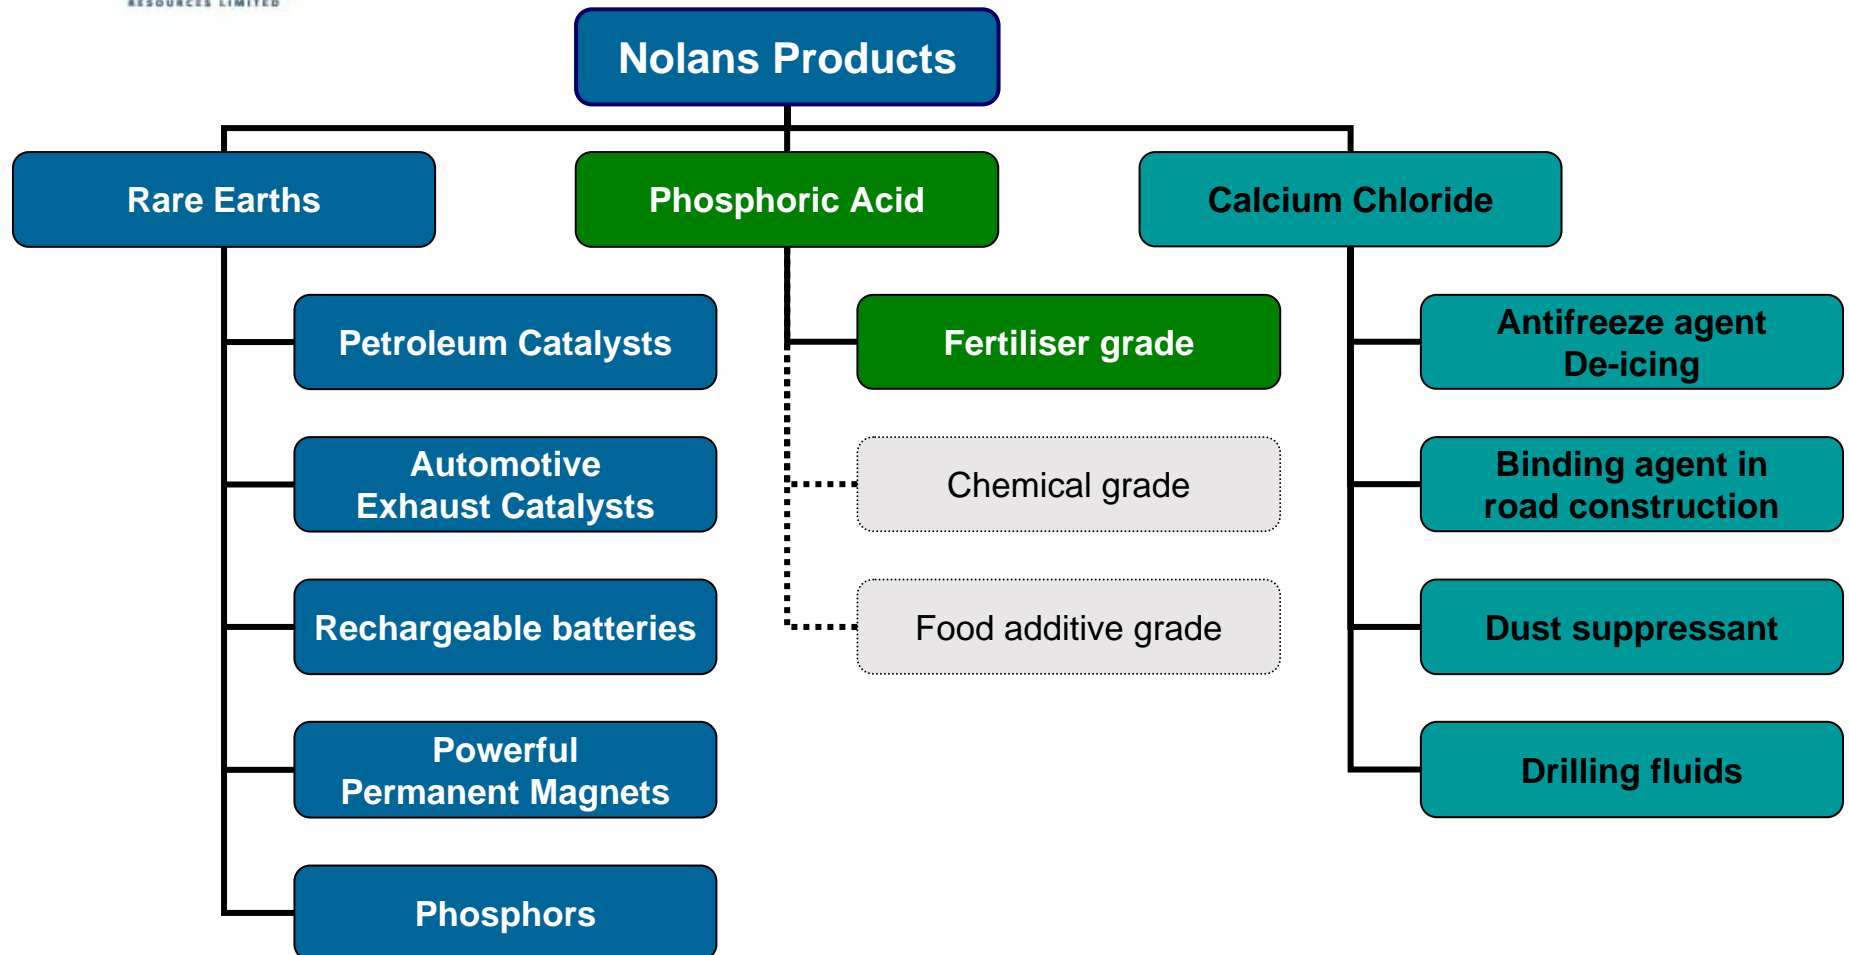 RESOURCES LIMITED
Nolans Products
Rare Earths
Phosphoric Acid
Calcium Chloride
Petroleum Catalysts
Automotive
Exhaust Catalysts
Rechargeable batteries
Powerful
Permanent Magnets
Phosphors
Fertiliser grade
Chemical grade
Food additive grade
Antifreeze agent
De-icing
Binding agent in
road construction
Dust suppressant
Drilling fluids